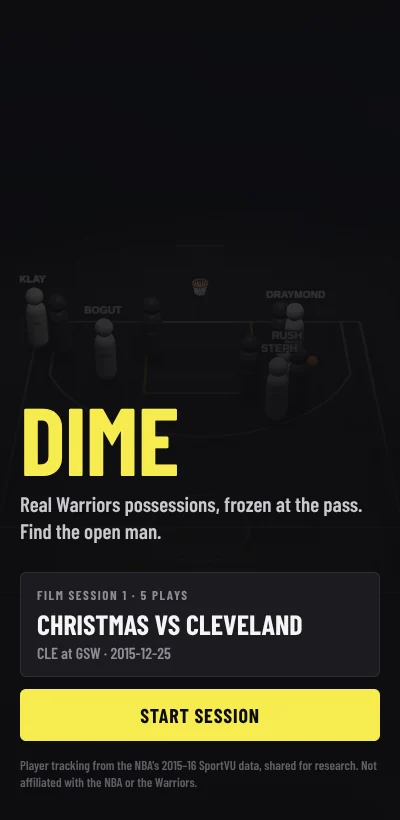 KLAY
DRAYMOND
BOGUT
RUSH
STEPH
DIME
Real Warriors possessions, frozen at the pass.
Find the open man.
FILM SESSION 1 · 5 PLAYS
CHRISTMAS VS CLEVELAND
CLE at GSW · 2015-12-25
START SESSION
Player tracking from the NBA's 2015–16 SportVU data, shared for research. Not
affiliated with the NBA or the Warriors.